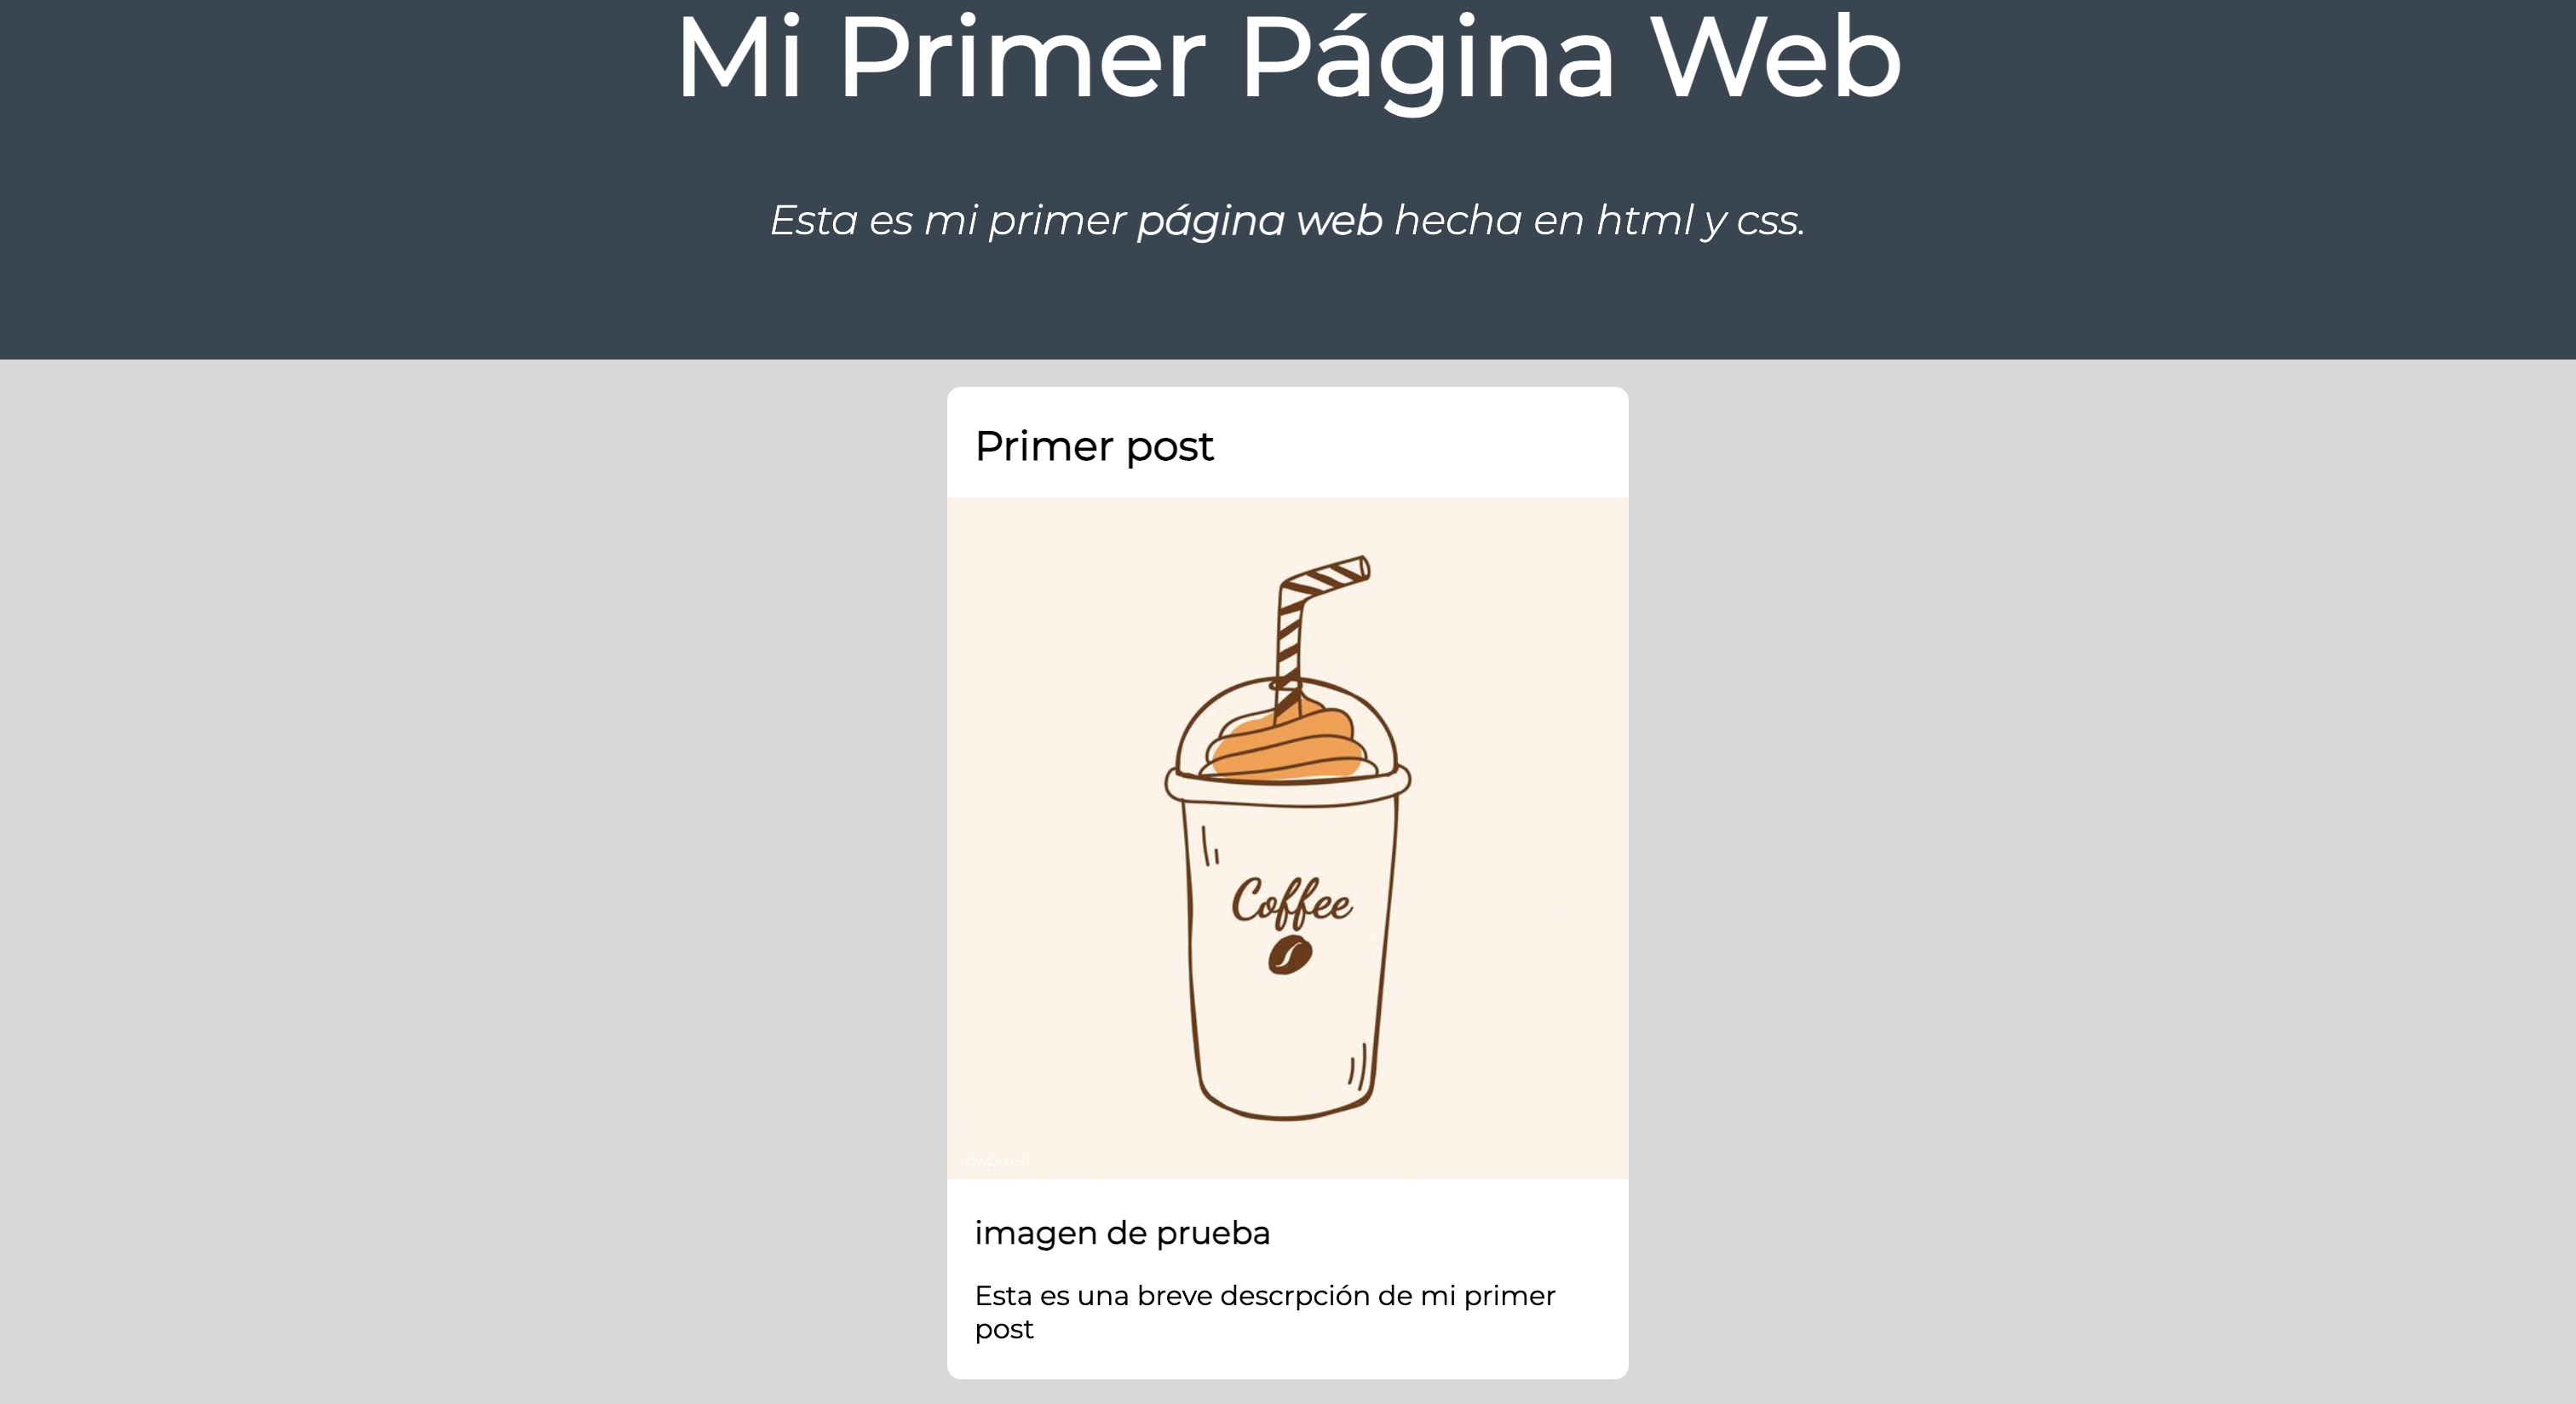 Mi Primer Página Web
Esta es mi primer página web hecha en html y css.
Primer post
Coffee
imagen de prueba
Esta es una breve descrpción de mi primer
post